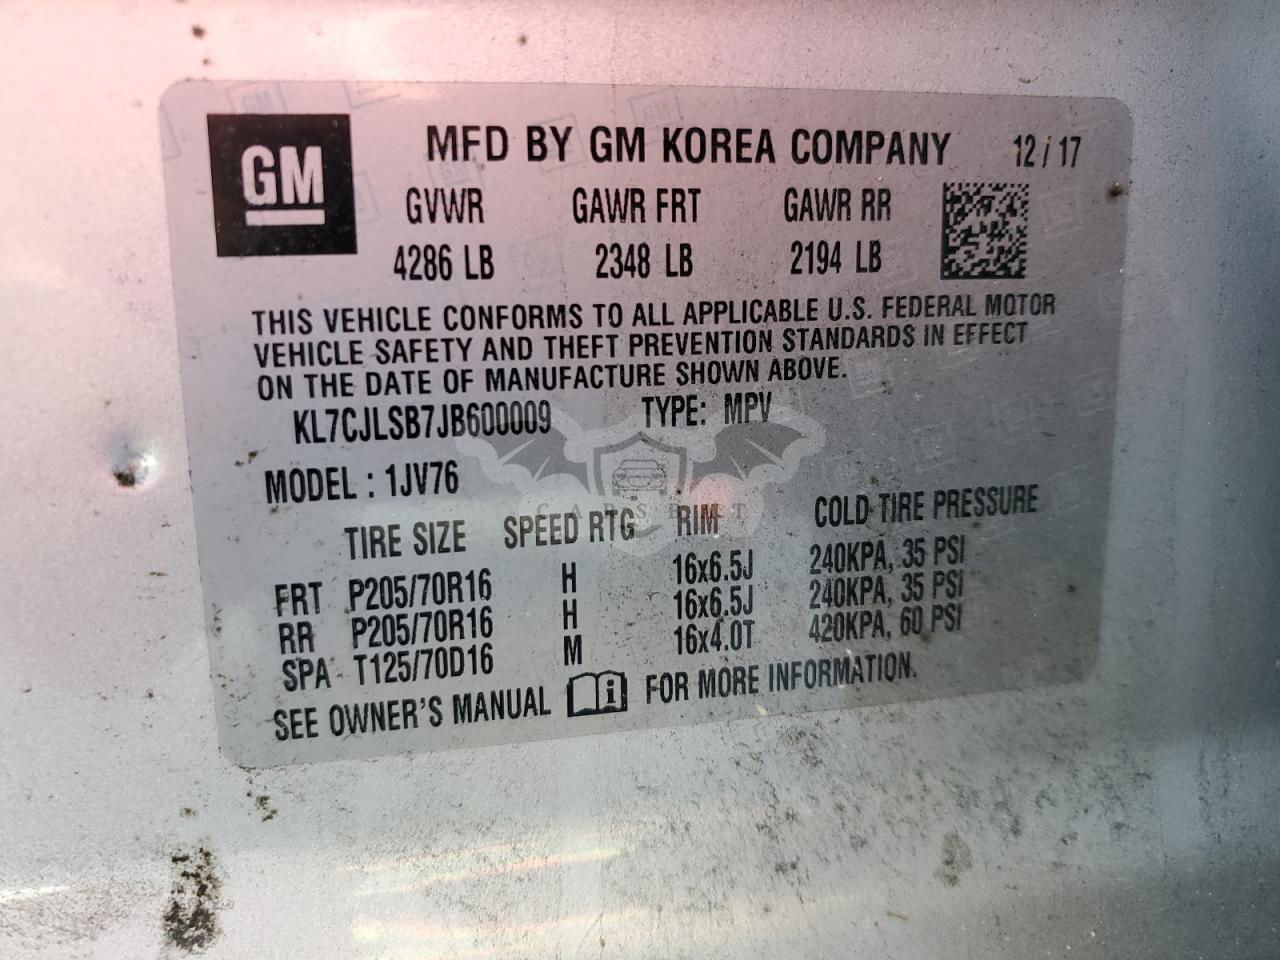 GM MFD BY GM KOREA COMPANY 12 / 17
GVWR GAWR FRT GAWR RR
4286 LB 2348 LB 2194 LB
THIS VEHICLE CONFORMS TO ALL APPLICABLE U.S. FEDERAL MOTOR
VEHICLE SAFETY AND THEFT PREVENTION STANDARDS IN EFFECT
ON THE DATE OF MANUFACTURE SHOWN ABOVE.
KL7CJLSB7JB600009 TYPE: MPV
MODEL : 1JV76
TIRE SIZE SPEED RTG RIM COLD TIRE PRESSURE
FRT P205/70R16 H 16x6.5J 240KPA, 35 PSI
RR P205/70R16 H 16x6.5J 240KPA, 35 PSI
SPA T125/70D16 M 16x4.0T 420KPA, 60 PSI
SEE OWNER'S MANUAL i FOR MORE INFORMATION.